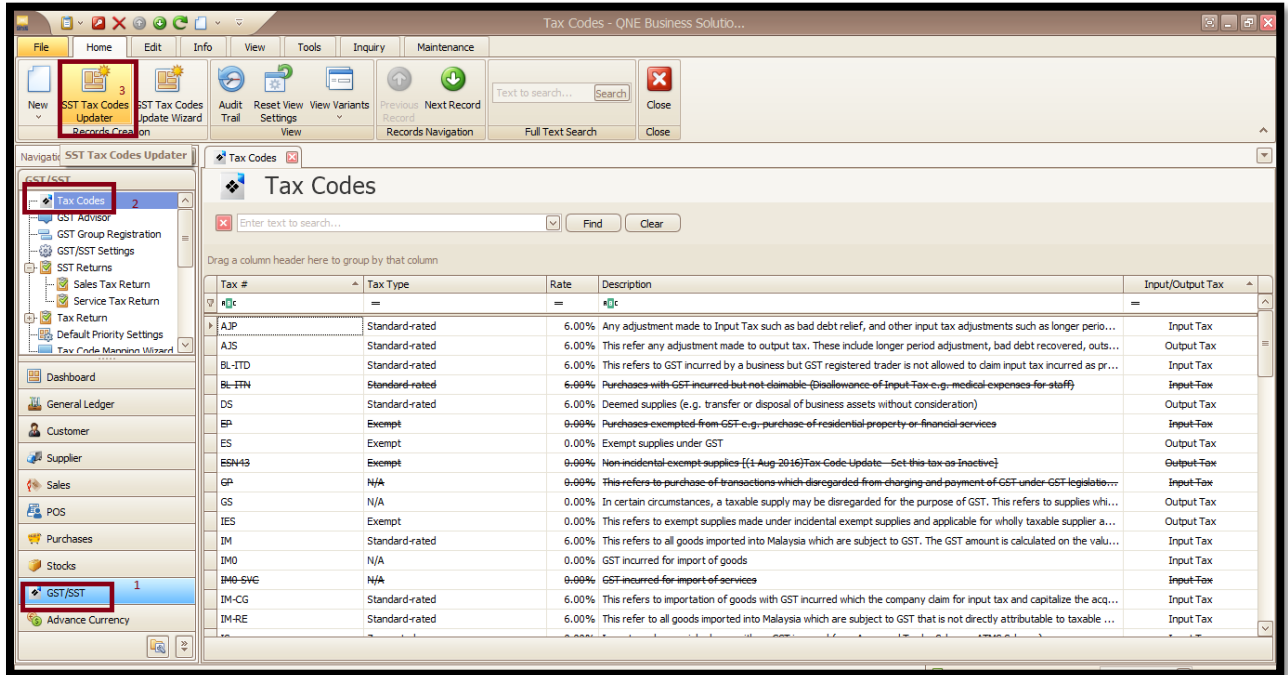 Tax Codes - QNE Business Solutio...
File Home Edit Info View Tools Inquiry Maintenance
New SST Tax Codes Updater 3 SST Tax Codes Update Wizard Audit Trail Reset View Settings View Variants Previous Record Next Record Text to search... Search Close
Records Creation View Records Navigation Full Text Search Close
SST Tax Codes Updater
Tax Codes
GST/SST
Tax Codes 2
GST Advisor
GST Group Registration
GST/SST Settings
SST Returns
Sales Tax Return
Service Tax Return
Tax Return
Default Priority Settings
Tax Code Mapping Wizard
Dashboard
General Ledger
Customer
Supplier
Sales
POS
Purchases
Stocks
GST/SST 1
Advance Currency
Tax Codes
Enter text to search... Find Clear
Drag a column header here to group by that column
Tax # Tax Type Rate Description Input/Output Tax
= = =
AJP Standard-rated 6.00% Any adjustment made to Input Tax such as bad debt relief, and other input tax adjustments such as longer perio... Input Tax
AJS Standard-rated 6.00% This refer any adjustment made to output tax. These include longer period adjustment, bad debt recovered, outs... Output Tax
BL-ITD Standard-rated 6.00% This refers to GST incurred by a business but GST registered trader is not allowed to claim input tax incurred as pr... Input Tax
BL-ITN Standard-rated 6.00% Purchases with GST incurred but not claimable (Disallowance of Input Tax e.g. medical expenses for staff) Input Tax
DS Standard-rated 6.00% Deemed supplies (e.g. transfer or disposal of business assets without consideration) Output Tax
EP Exempt 0.00% Purchases exempted from GST e.g. purchase of residential property or financial services Input Tax
ES Exempt 0.00% Exempt supplies under GST Output Tax
ESN43 Exempt 0.00% Non incidental exempt supplies [(1 Aug 2016)Tax Code Update - Set this tax as Inactive] Output Tax
GP N/A 0.00% This refers to purchase of transactions which disregarded from charging and payment of GST under GST legislatio... Input Tax
GS N/A 0.00% In certain circumstances, a taxable supply may be disregarded for the purpose of GST. This refers to supplies whi... Output Tax
IES Exempt 0.00% This refers to exempt supplies made under incidental exempt supplies and applicable for wholly taxable supplier a... Output Tax
IM Standard-rated 6.00% This refers to all goods imported into Malaysia which are subject to GST. The GST amount is calculated on the valu... Input Tax
IM0 N/A 0.00% GST incurred for import of goods Input Tax
IM0-SVC N/A 0.00% GST incurred for import of services Input Tax
IM-CG Standard-rated 6.00% This refers to importation of goods with GST incurred which the company claim for input tax and capitalize the acq... Input Tax
IM-RE Standard-rated 6.00% This refer to all goods imported into Malaysia which are subject to GST that is not directly attributable to taxable ... Input Tax